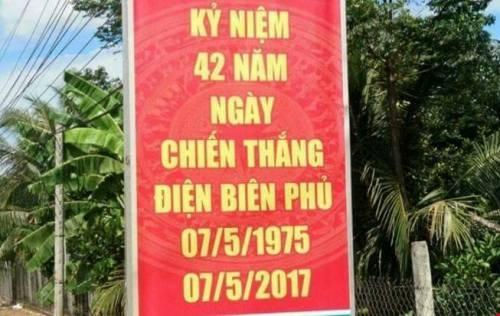 KỶ NIỆM
42 NĂM
NGÀY
CHIẾN THẮNG
ĐIỆN BIÊN PHỦ
07/5/1975
07/5/2017